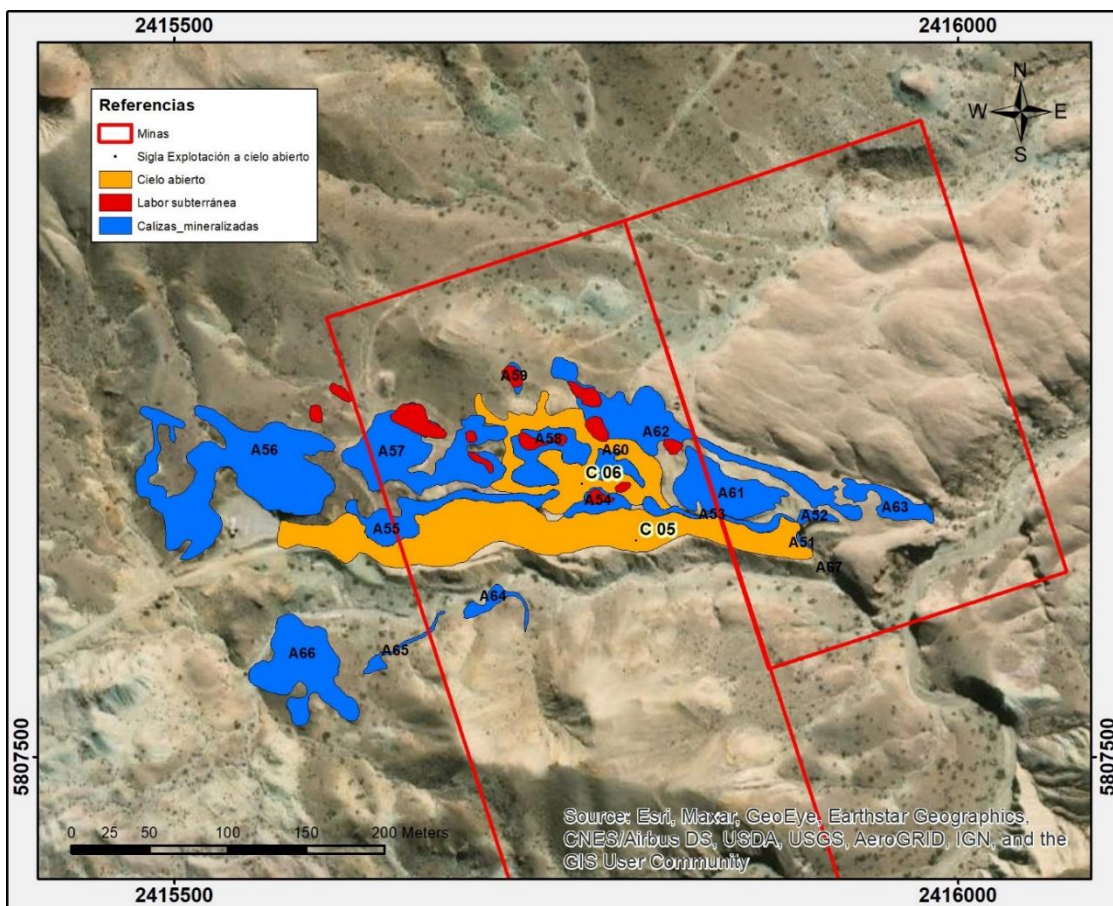 2415500
2416000
N
W
E
S
Referencias
Minas
Sigla Explotación a cielo abierto
Cielo abierto
Labor subterránea
Calizas_mineralizadas
A59
A58
A62
A56
A57
A60
C 06
A61
A54
A63
A53
A52
A55
C 05
A51
A67
A64
A65
A66
5807500
5807500
0 25 50 100 150 200 Meters
Source: Esri, Maxar, GeoEye, Earthstar Geographics,
CNES/Airbus DS, USDA, USGS, AeroGRID, IGN, and the
GIS User Community
2415500
2416000